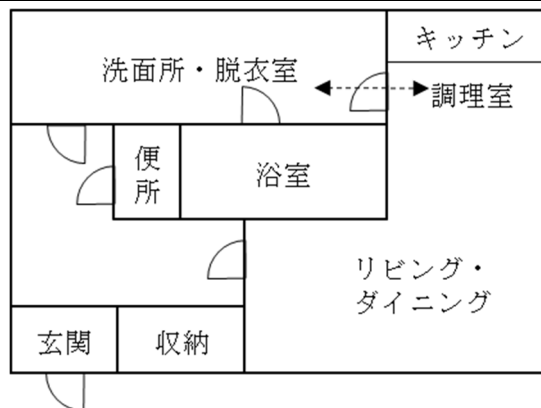 キッチン
洗面所・脱衣室
調理室
便
所
浴室
リビング・
ダイニング
玄関
収納